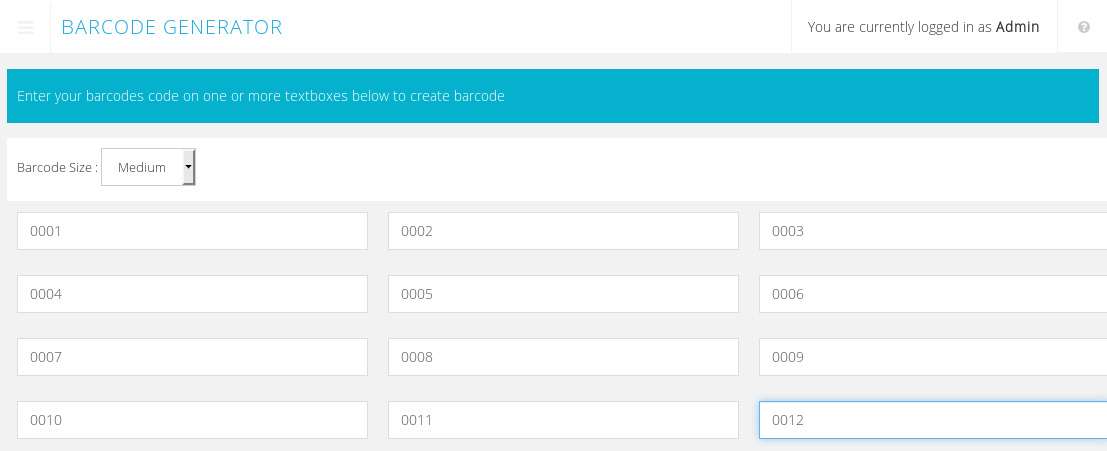 BARCODE GENERATOR
You are currently logged in as Admin
Enter your barcodes code on one or more textboxes below to create barcode
Barcode Size : Medium
0001 0002 0003
0004 0005 0006
0007 0008 0009
0010 0011 0012